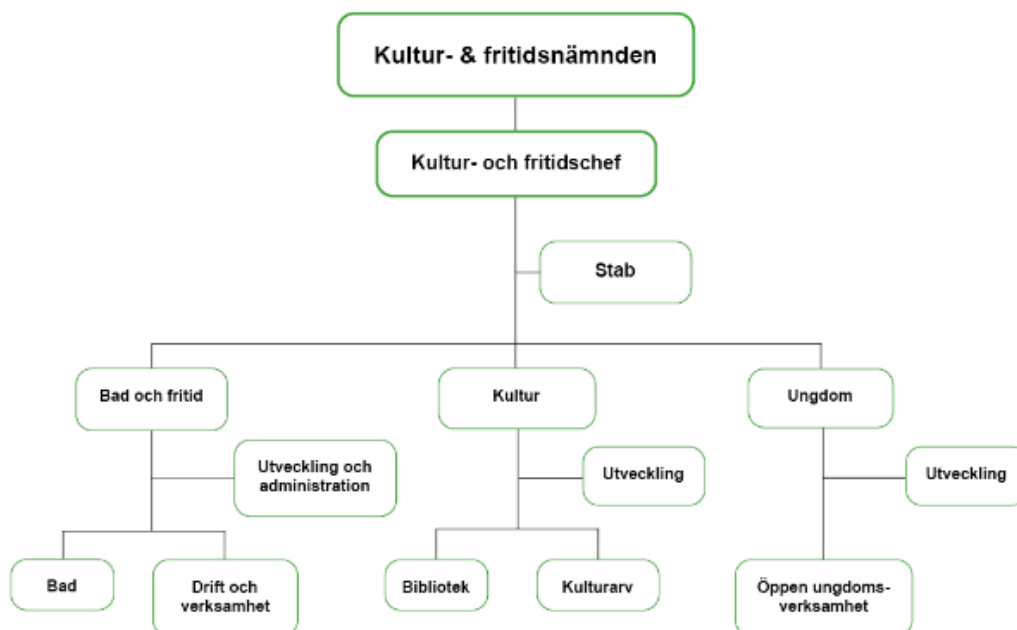 Kultur- & fritidsnämnden
Kultur- och fritidschef
Stab
Bad och fritid
Kultur
Ungdom
Utveckling och
administration
Utveckling
Utveckling
Bad
Drift och
verksamhet
Bibliotek
Kulturarv
Öppen ungdoms-
verksamhet